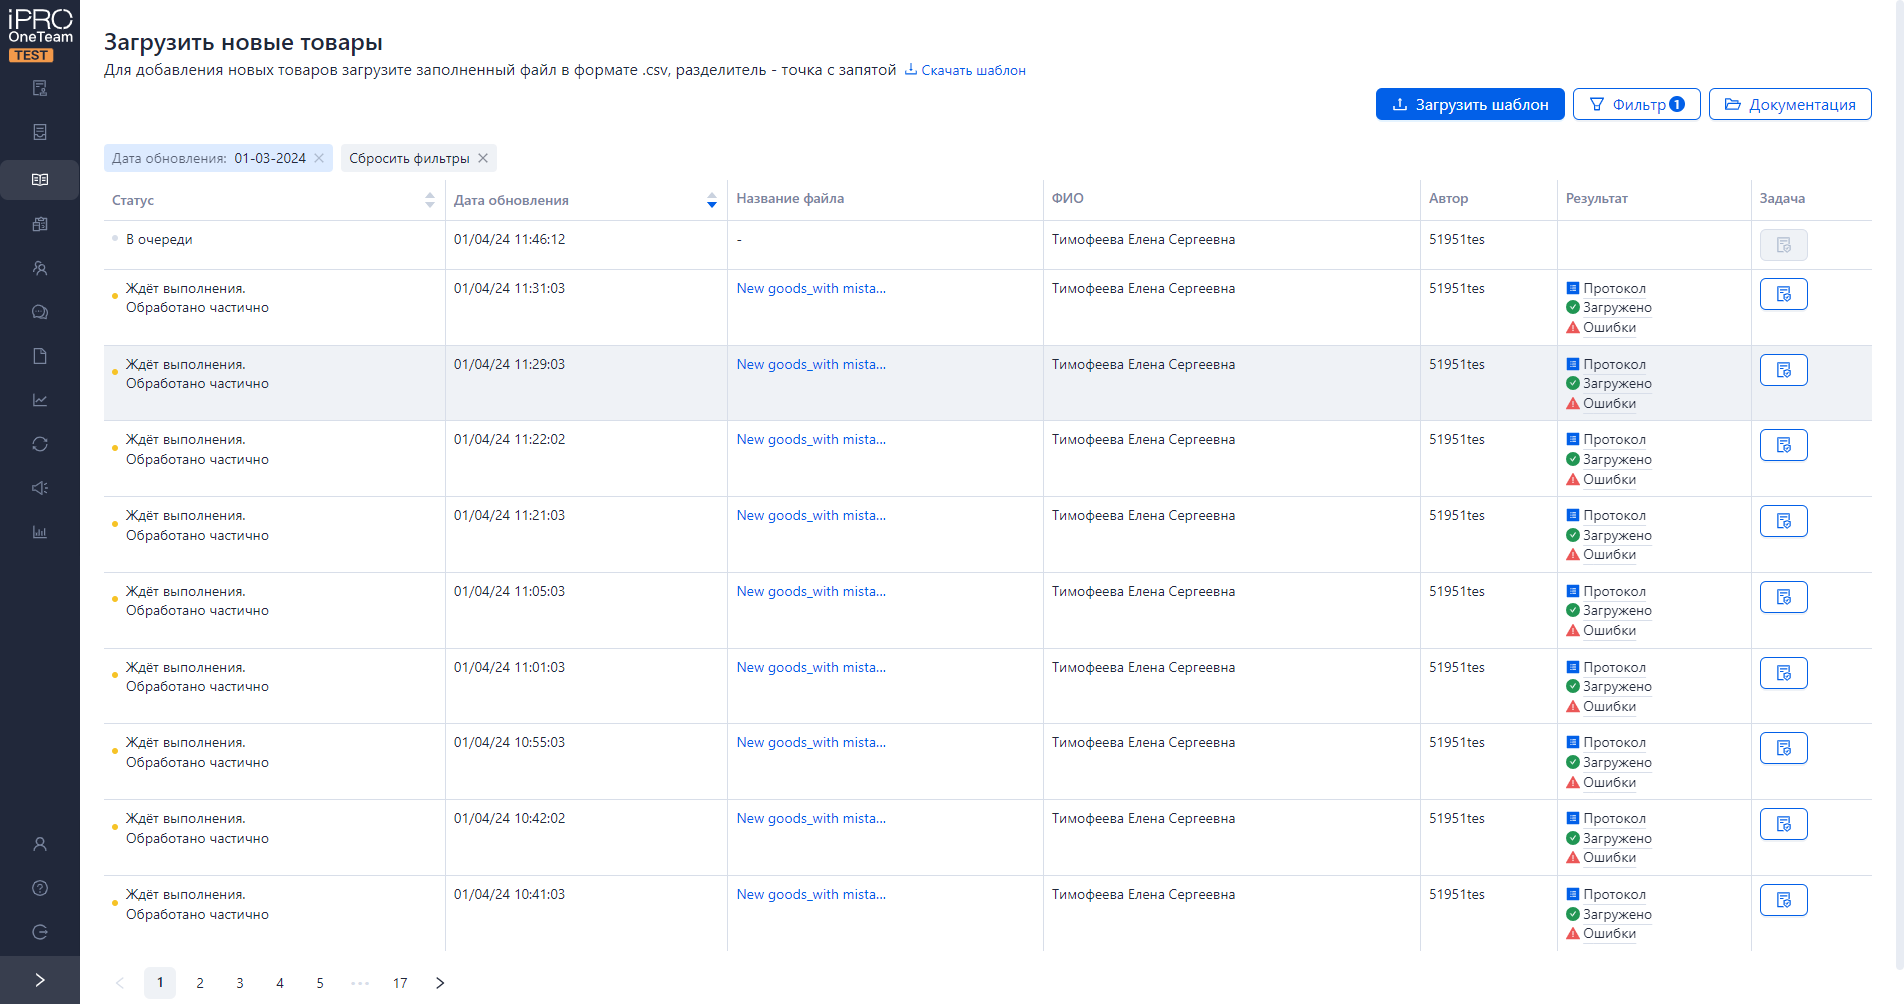 iPRO
OneTeam
TEST
Загрузить новые товары
Для добавления новых товаров загрузите заполненный файл в формате .csv, разделитель - точка с запятой Скачать шаблон
Загрузить шаблон Фильтр 1 Документация
Дата обновления: 01-03-2024 Сбросить фильтры
Статус Дата обновления Название файла ФИО Автор Результат Задача
В очереди 01/04/24 11:46:12 - Тимофеева Елена Сергеевна 51951tes
Ждёт выполнения. 01/04/24 11:31:03 New goods_with mista... Тимофеева Елена Сергеевна 51951tes Протокол
Обработано частично Загружено
Ошибки
Ждёт выполнения. 01/04/24 11:29:03 New goods_with mista... Тимофеева Елена Сергеевна 51951tes Протокол
Обработано частично Загружено
Ошибки
Ждёт выполнения. 01/04/24 11:22:02 New goods_with mista... Тимофеева Елена Сергеевна 51951tes Протокол
Обработано частично Загружено
Ошибки
Ждёт выполнения. 01/04/24 11:21:03 New goods_with mista... Тимофеева Елена Сергеевна 51951tes Протокол
Обработано частично Загружено
Ошибки
Ждёт выполнения. 01/04/24 11:05:03 New goods_with mista... Тимофеева Елена Сергеевна 51951tes Протокол
Обработано частично Загружено
Ошибки
Ждёт выполнения. 01/04/24 11:01:03 New goods_with mista... Тимофеева Елена Сергеевна 51951tes Протокол
Обработано частично Загружено
Ошибки
Ждёт выполнения. 01/04/24 10:55:03 New goods_with mista... Тимофеева Елена Сергеевна 51951tes Протокол
Обработано частично Загружено
Ошибки
Ждёт выполнения. 01/04/24 10:42:02 New goods_with mista... Тимофеева Елена Сергеевна 51951tes Протокол
Обработано частично Загружено
Ошибки
Ждёт выполнения. 01/04/24 10:41:03 New goods_with mista... Тимофеева Елена Сергеевна 51951tes Протокол
Обработано частично Загружено
Ошибки
1 2 3 4 5 ··· 17